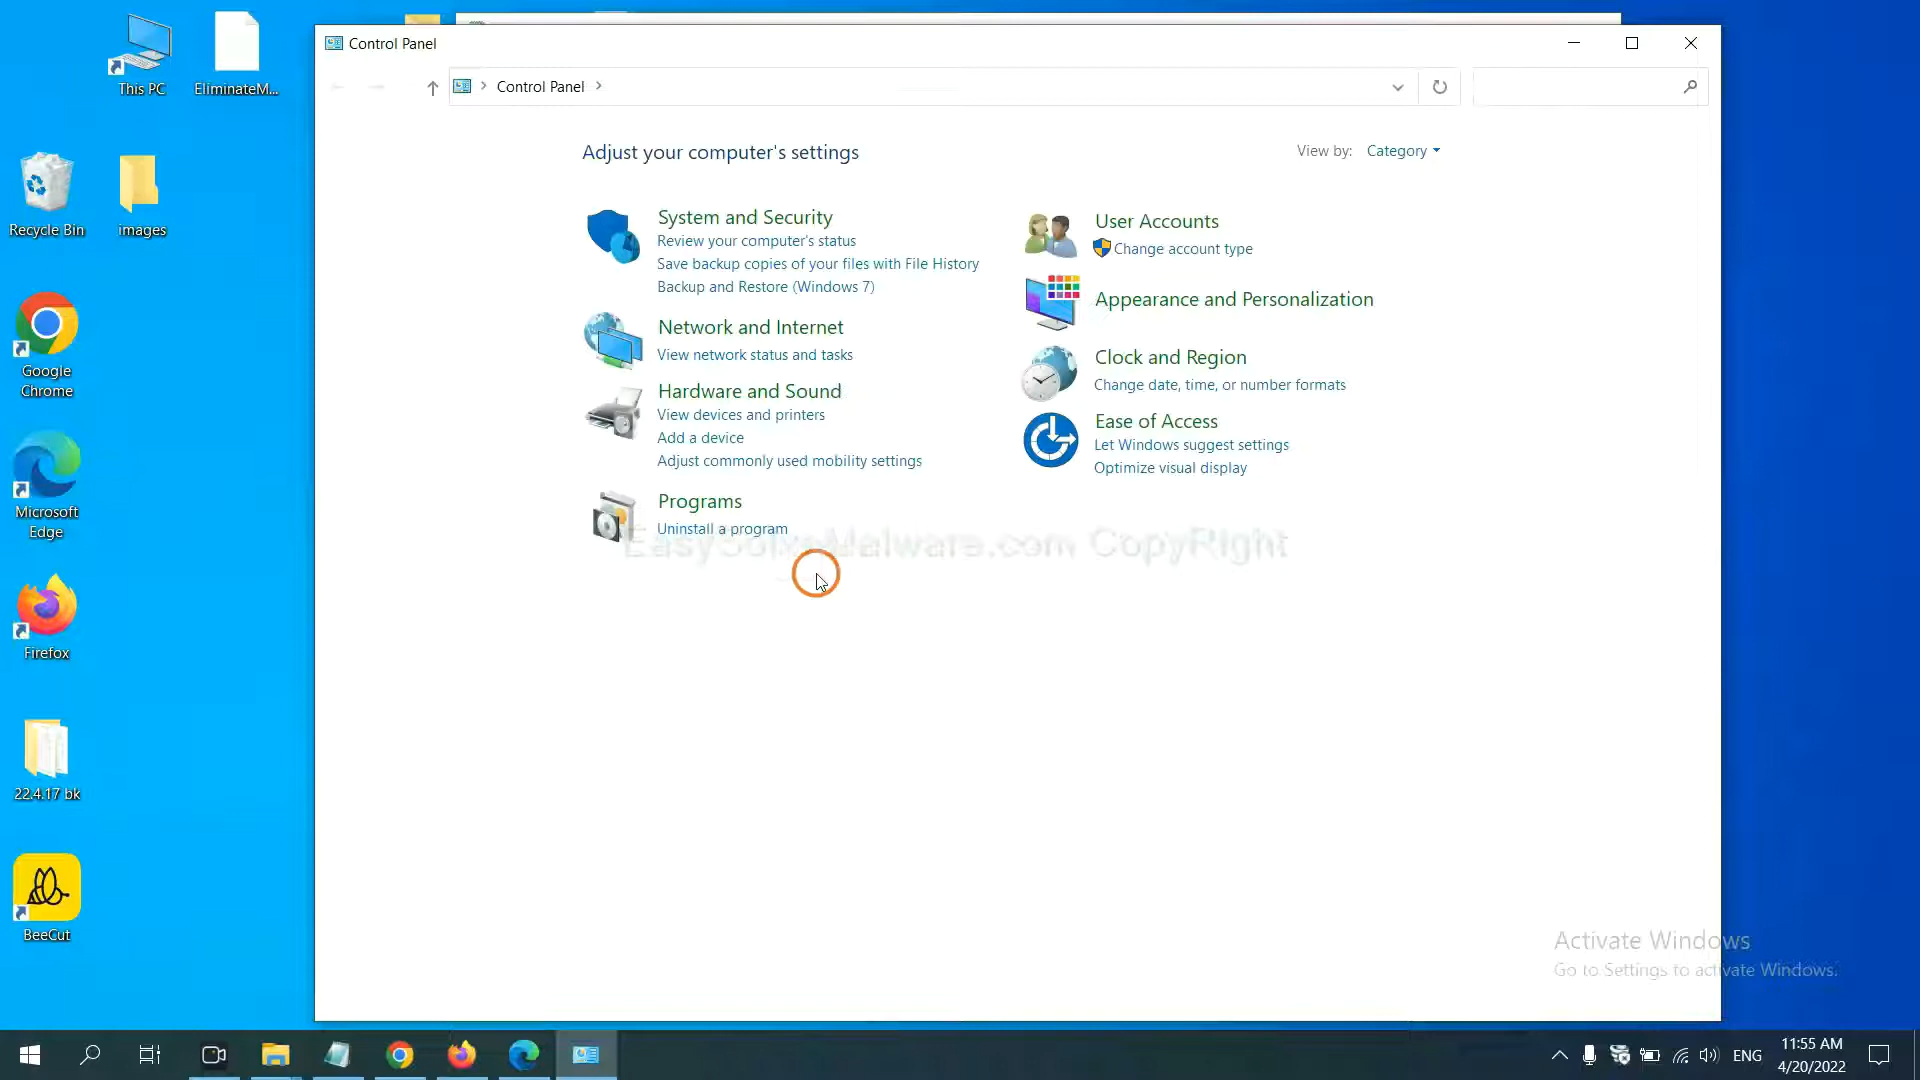 This PC
EliminateM...
Recycle Bin
images
Google
Chrome
Microsoft
Edge
Firefox
22.4.17 bk
BeeCut
Control Panel
Control Panel
Adjust your computer's settings
View by: Category
System and Security
Review your computer's status
Save backup copies of your files with File History
Backup and Restore (Windows 7)
Network and Internet
View network status and tasks
Hardware and Sound
View devices and printers
Add a device
Adjust commonly used mobility settings
Programs
Uninstall a program
User Accounts
Change account type
Appearance and Personalization
Clock and Region
Change date, time, or number formats
Ease of Access
Let Windows suggest settings
Optimize visual display
EasySolveMalware.com CopyRight
Activate Windows
Go to Settings to activate Windows.
ENG
11:55 AM
4/20/2022